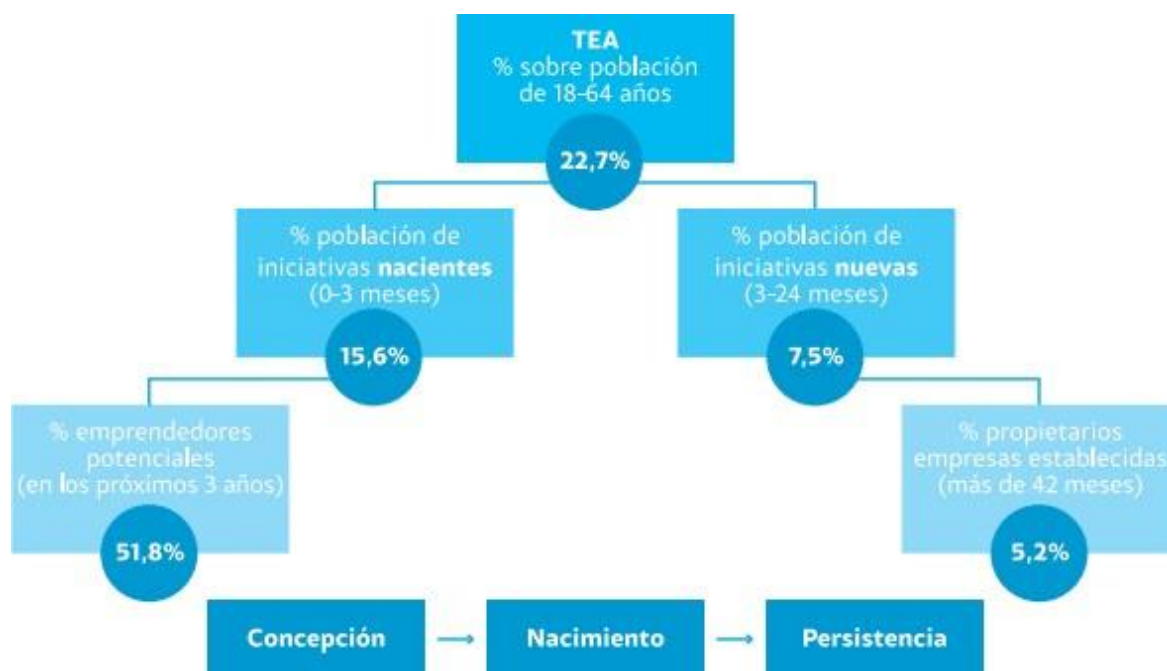 TEA
% sobre población
de 18-64 años
22,7%
% población de
iniciativas nacientes
(0-3 meses)
15,6%
% población de
iniciativas nuevas
(3-24 meses)
7,5%
% emprendedores
potenciales
(en los próximos 3 años)
51,8%
% propietarios
empresas establecidas
(más de 42 meses)
5,2%
Concepción → Nacimiento → Persistencia